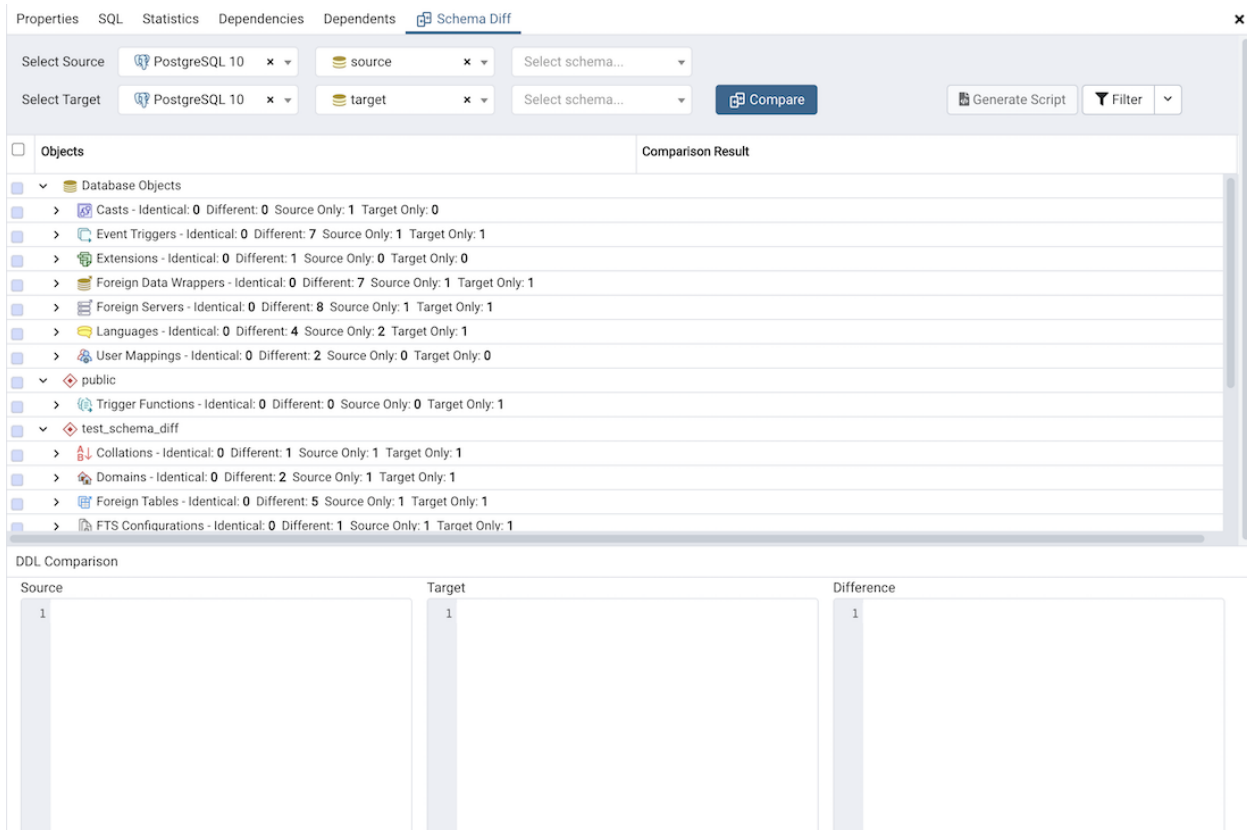 Properties SQL Statistics Dependencies Dependents Schema Diff
Select Source PostgreSQL 10 source Select schema...
Select Target PostgreSQL 10 target Select schema... Compare Generate Script Filter
Objects Comparison Result
Database Objects
Casts - Identical: 0 Different: 0 Source Only: 1 Target Only: 0
Event Triggers - Identical: 0 Different: 7 Source Only: 1 Target Only: 1
Extensions - Identical: 0 Different: 1 Source Only: 0 Target Only: 0
Foreign Data Wrappers - Identical: 0 Different: 7 Source Only: 1 Target Only: 1
Foreign Servers - Identical: 0 Different: 8 Source Only: 1 Target Only: 1
Languages - Identical: 0 Different: 4 Source Only: 2 Target Only: 1
User Mappings - Identical: 0 Different: 2 Source Only: 0 Target Only: 0
public
Trigger Functions - Identical: 0 Different: 0 Source Only: 0 Target Only: 1
test_schema_diff
Collations - Identical: 0 Different: 1 Source Only: 1 Target Only: 1
Domains - Identical: 0 Different: 2 Source Only: 1 Target Only: 1
Foreign Tables - Identical: 0 Different: 5 Source Only: 1 Target Only: 1
FTS Configurations - Identical: 0 Different: 1 Source Only: 1 Target Only: 1
DDL Comparison
Source Target Difference
1 1 1